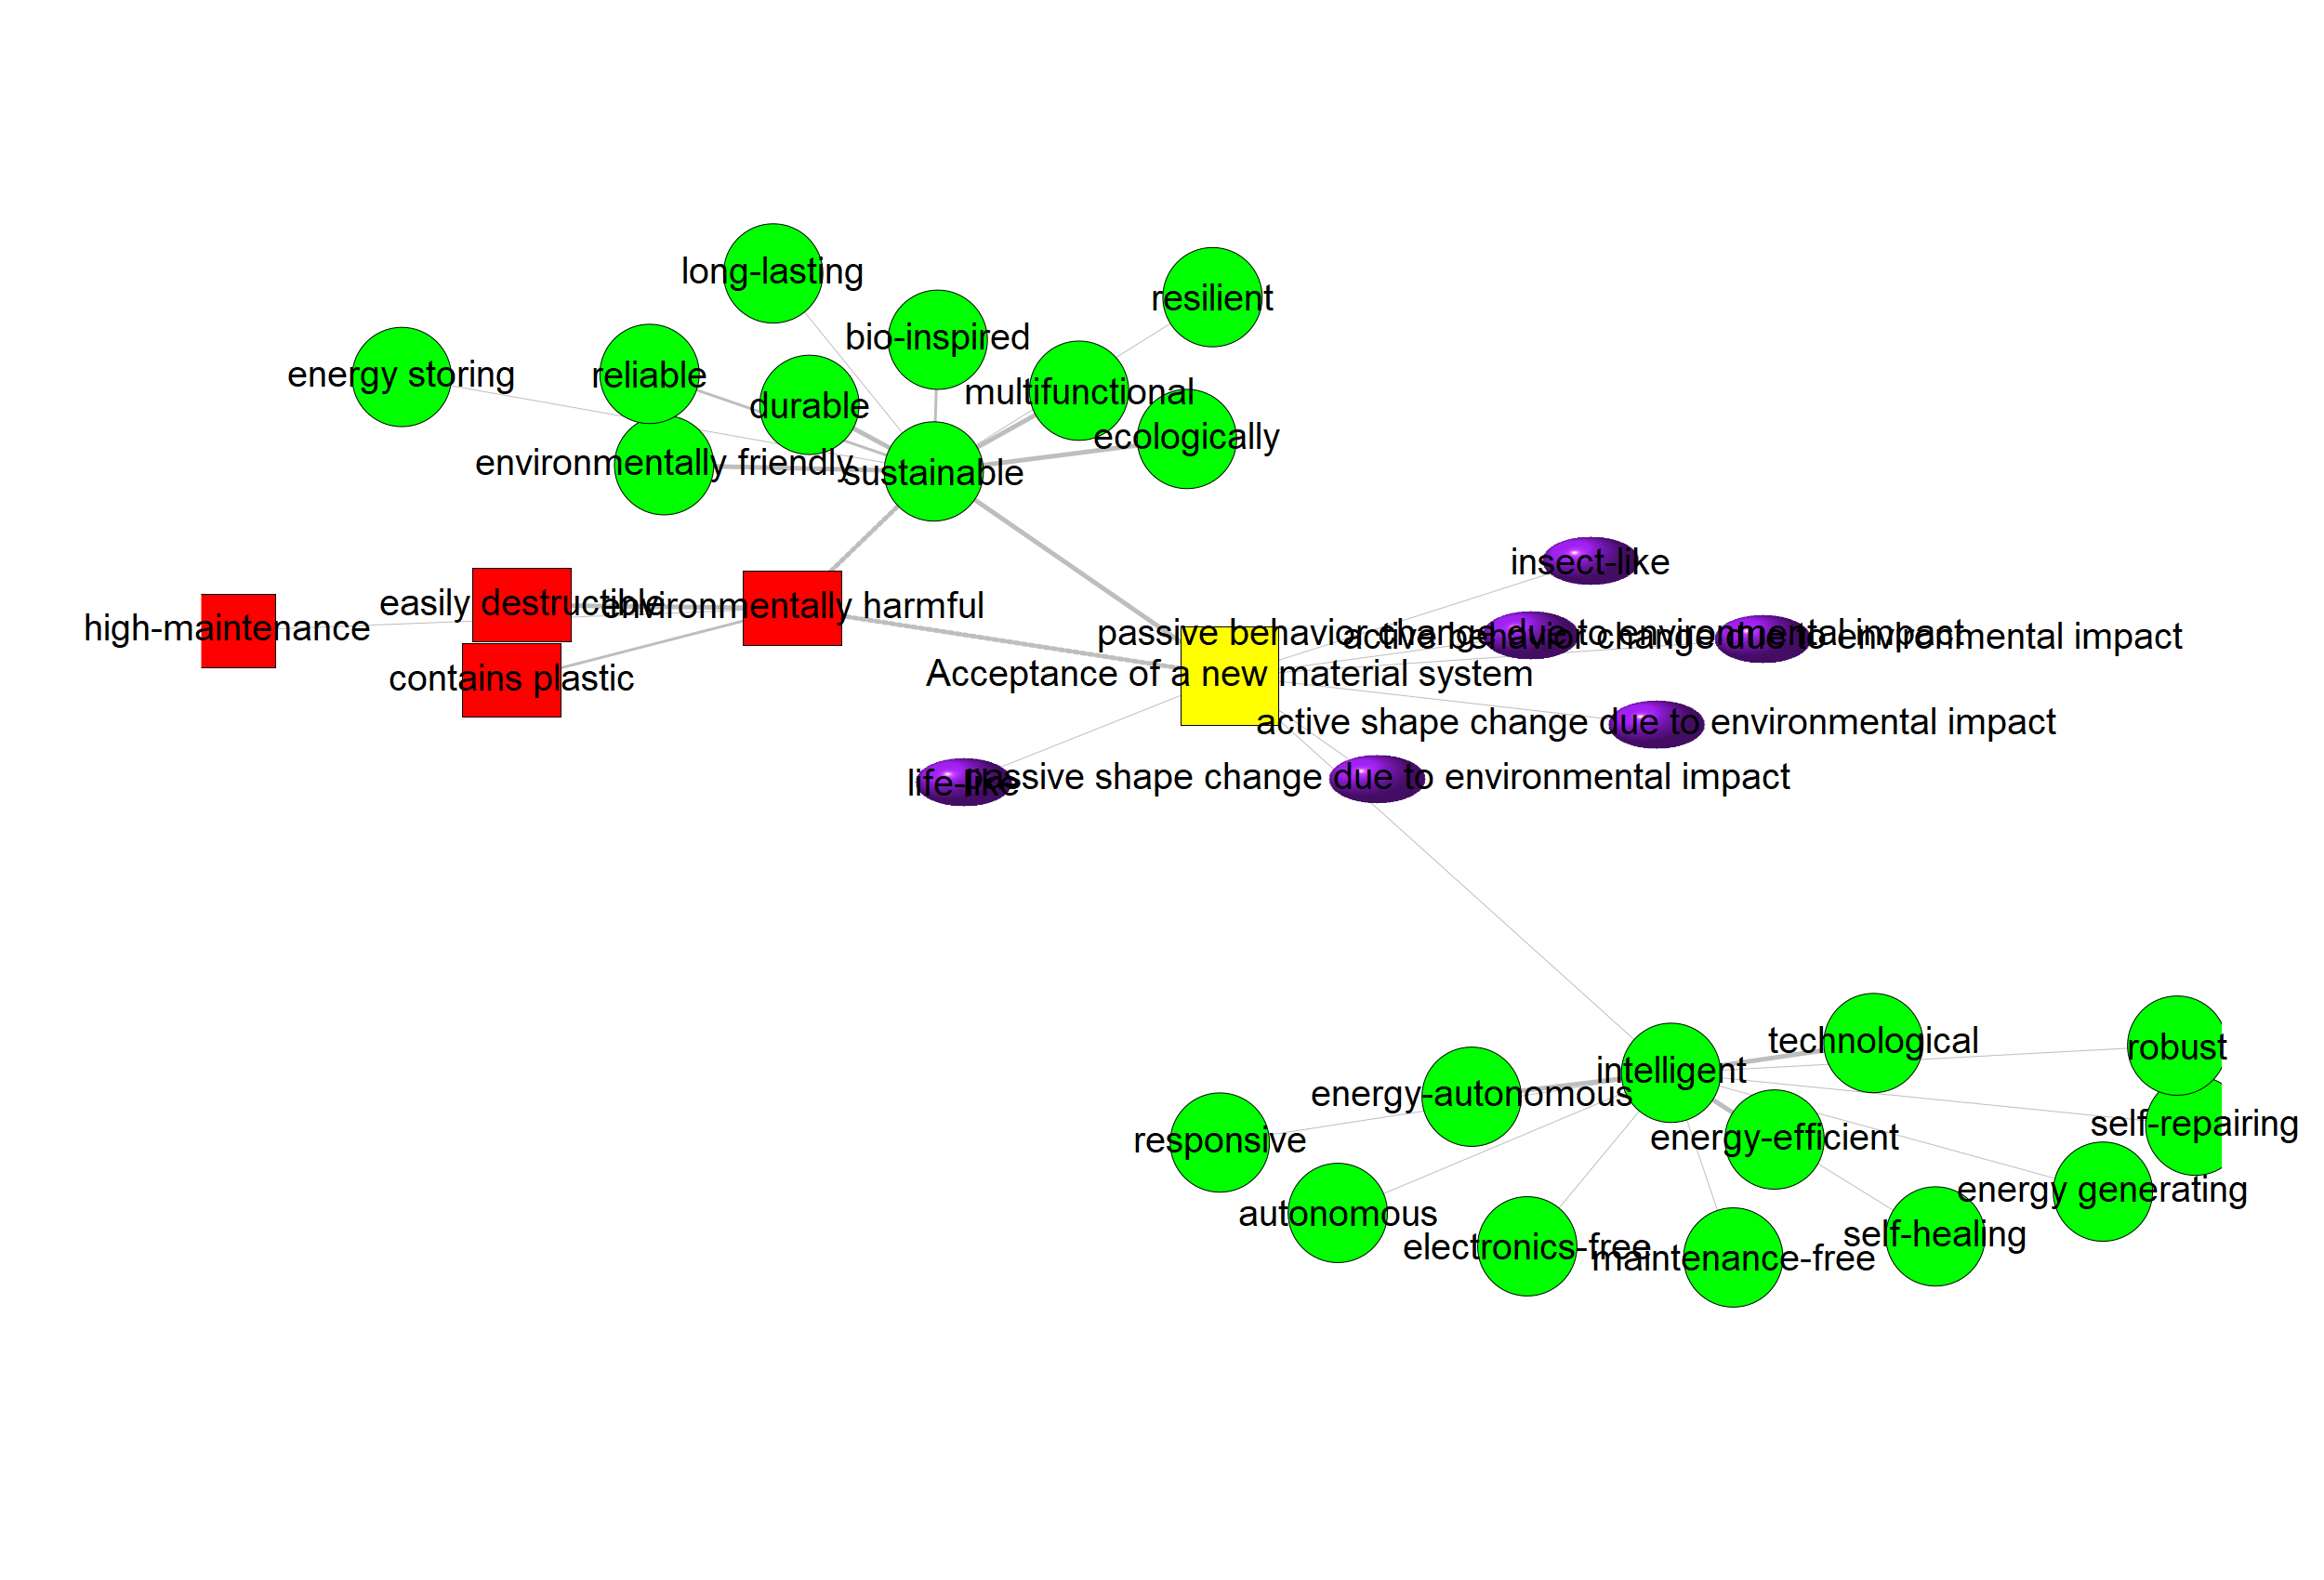 long-lasting
resilient
bio-inspired
energy storing
reliable
multifunctional
durable
ecologically
environmentally friendly
sustainable
insect-like
easily destructible
environmentally harmful
high-maintenance
passive behavior change due to environmental impact
active behavior change due to environmental impact
Acceptance of a new material system
contains plastic
active shape change due to environmental impact
life-like
passive shape change due to environmental impact
technological
robust
intelligent
energy-autonomous
self-repairing
responsive
energy-efficient
energy generating
autonomous
self-healing
electronics-free
maintenance-free